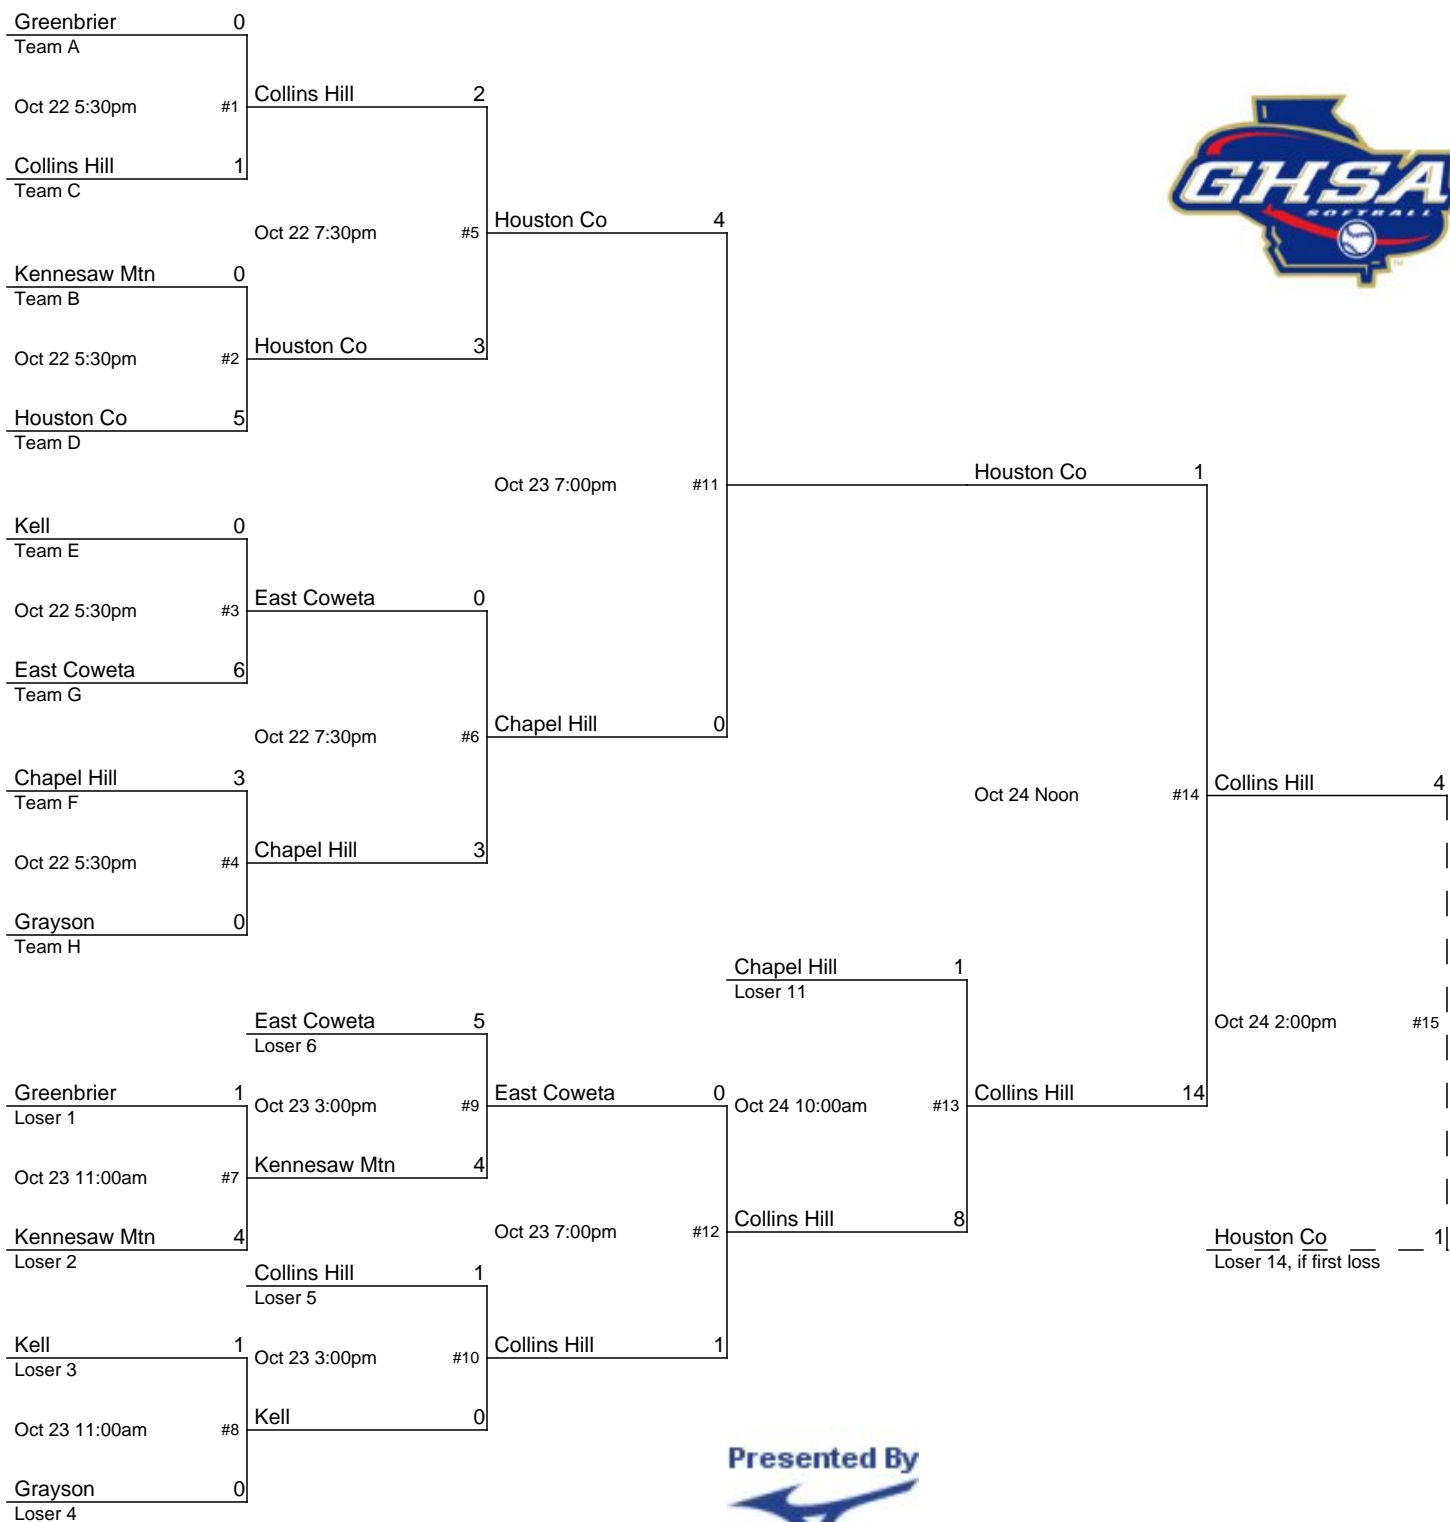 Greenbrier 0
Team A
Oct 22 5:30pm #1
Collins Hill 2
Collins Hill 1
Team C
Oct 22 7:30pm #5
Houston Co 4
Kennesaw Mtn 0
Team B
Oct 22 5:30pm #2
Houston Co 3
Houston Co 5
Team D
GHSA
SOFTBALL
TM
Oct 23 7:00pm #11
Houston Co 1
Kell 0
Team E
Oct 22 5:30pm #3
East Coweta 0
East Coweta 6
Team G
Oct 22 7:30pm #6
Chapel Hill 0
Chapel Hill 3
Team F
Oct 22 5:30pm #4
Chapel Hill 3
Grayson 0
Team H
Oct 24 Noon #14
Collins Hill 4
Chapel Hill 1
Loser 11
East Coweta 5
Loser 6
Oct 24 2:00pm #15
Greenbrier 1
Loser 1
Oct 23 3:00pm #9
East Coweta 0
Oct 24 10:00am #13
Collins Hill 14
Oct 23 11:00am #7
Kennesaw Mtn 4
Kennesaw Mtn 4
Loser 2
Oct 23 7:00pm #12
Collins Hill 8
Houston Co 1
Loser 14, if first loss
Collins Hill 1
Loser 5
Kell 1
Loser 3
Oct 23 3:00pm #10
Collins Hill 1
Oct 23 11:00am #8
Kell 0
Grayson 0
Loser 4
Presented By